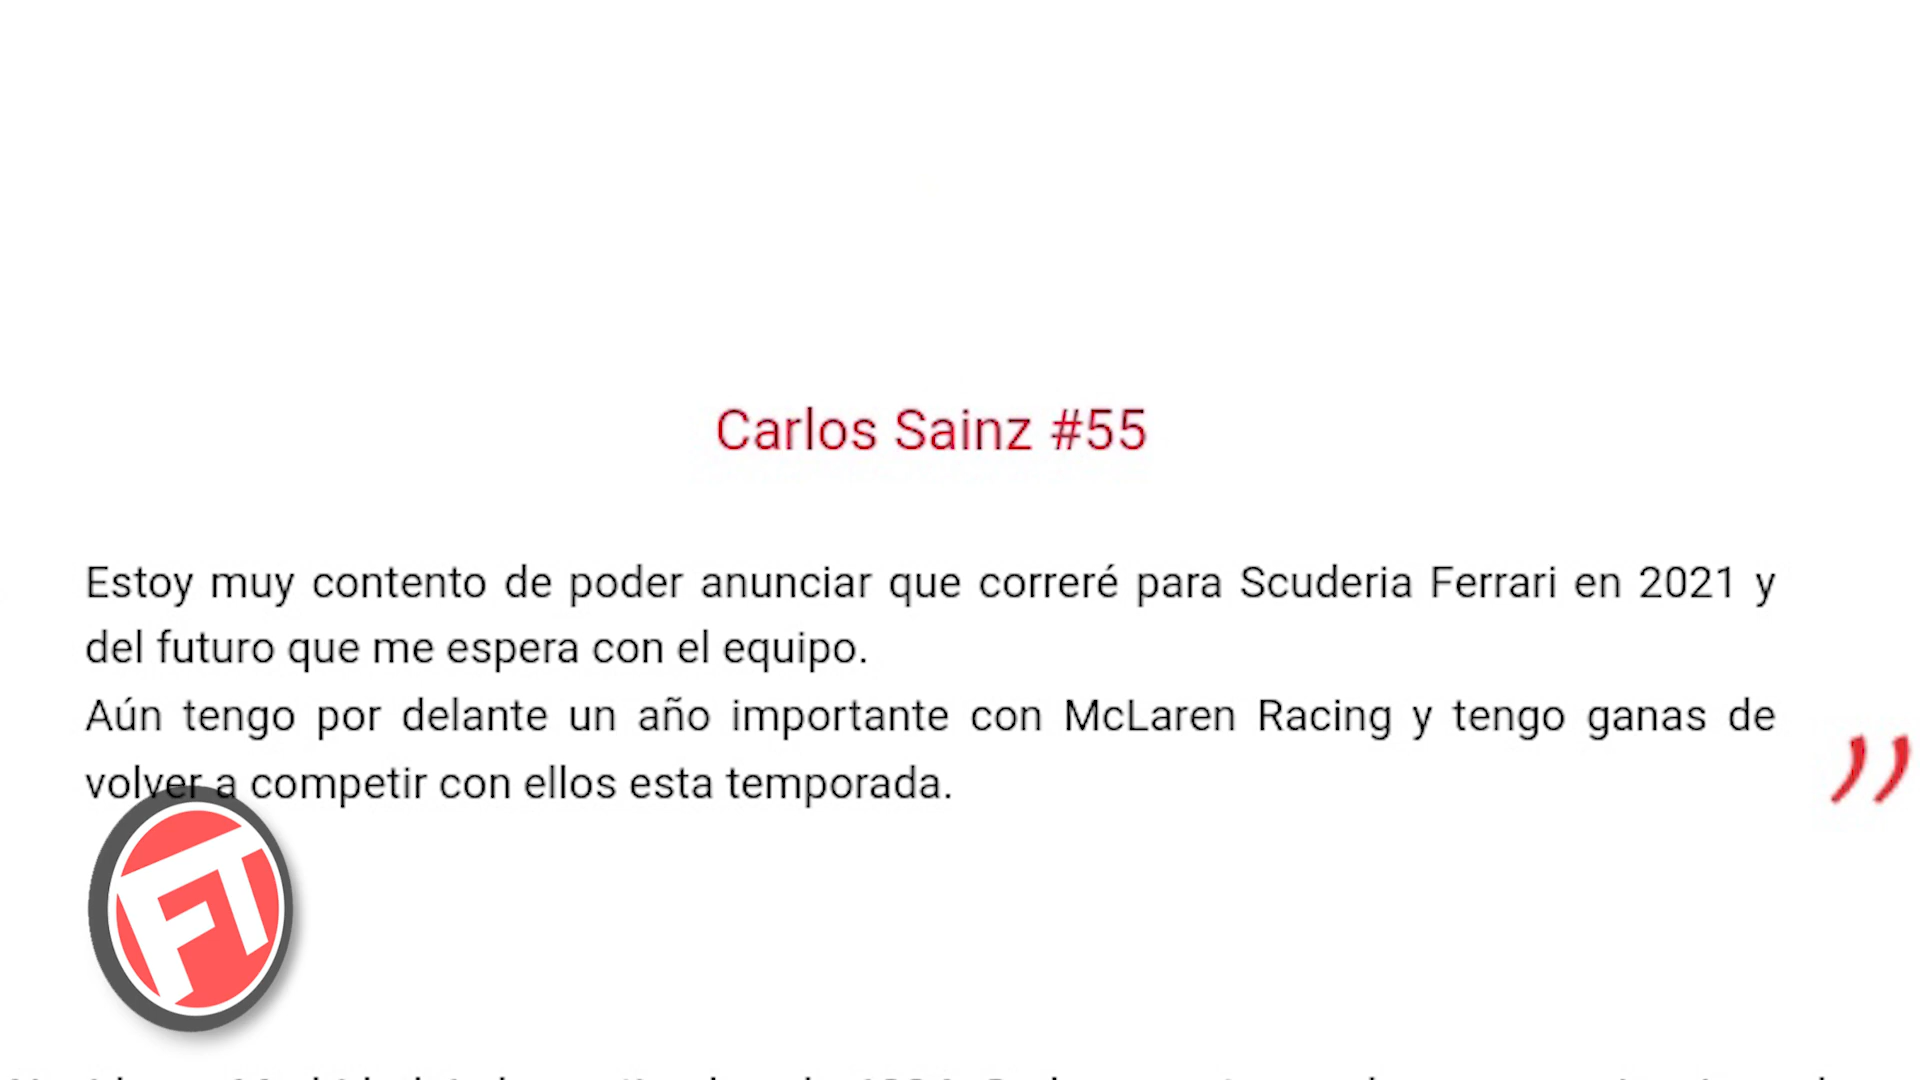 Carlos Sainz #55
Estoy muy contento de poder anunciar que correré para Scuderia Ferrari en 2021 y
del futuro que me espera con el equipo.
Aún tengo por delante un año importante con McLaren Racing y tengo ganas de
volver a competir con ellos esta temporada.
”
FT